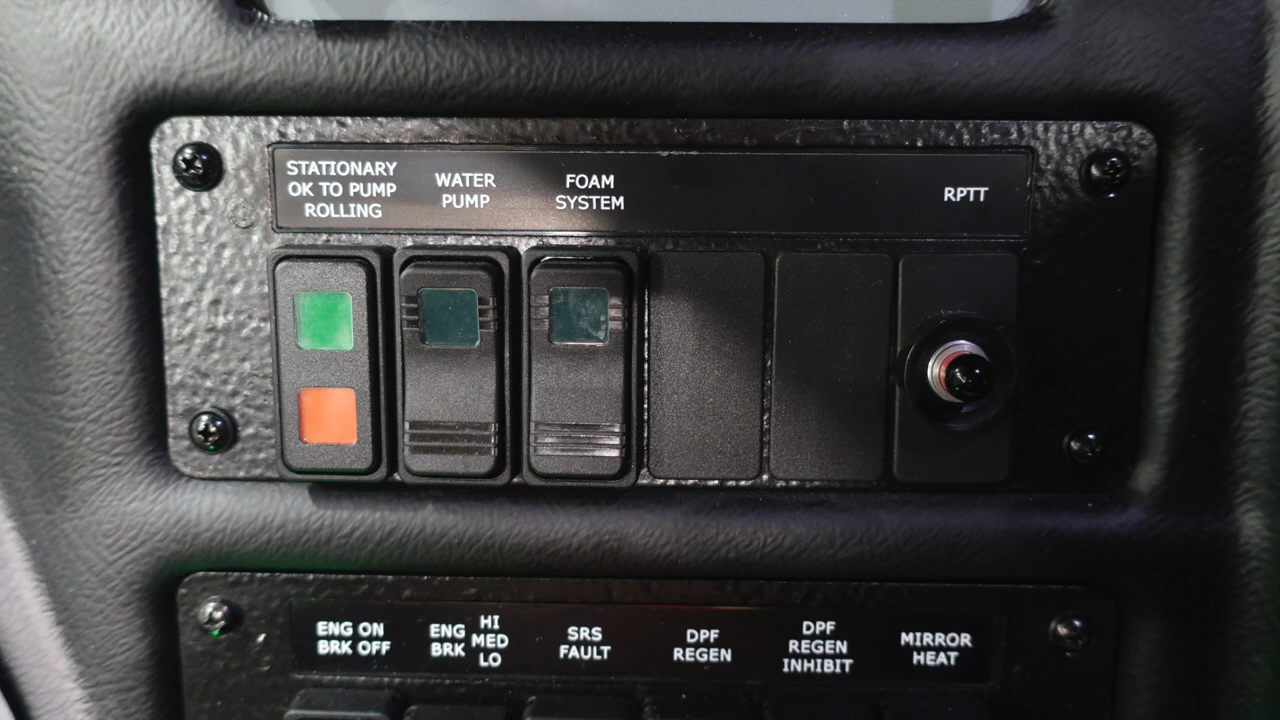 STATIONARY
OK TO PUMP
ROLLING
WATER
PUMP
FOAM
SYSTEM
RPTT
ENG ON
BRK OFF
ENG
BRK
HI
MED
LO
SRS
FAULT
DPF
REGEN
DPF
REGEN
INHIBIT
MIRROR
HEAT